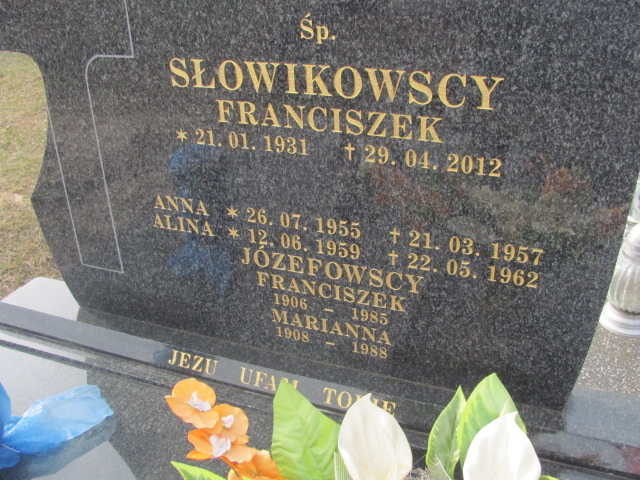 Śp.
SŁOWIKOWSCY
FRANCISZEK
* 21. 01. 1931 † 29. 04. 2012
ANNA * 26. 07. 1955 † 21. 03. 1957
ALINA * 12. 06. 1959 † 22. 05. 1962
JÓZEFOWSCY
FRANCISZEK
1906 - 1985
MARIANNA
1908 - 1988
JEZU UFAM TOBIE